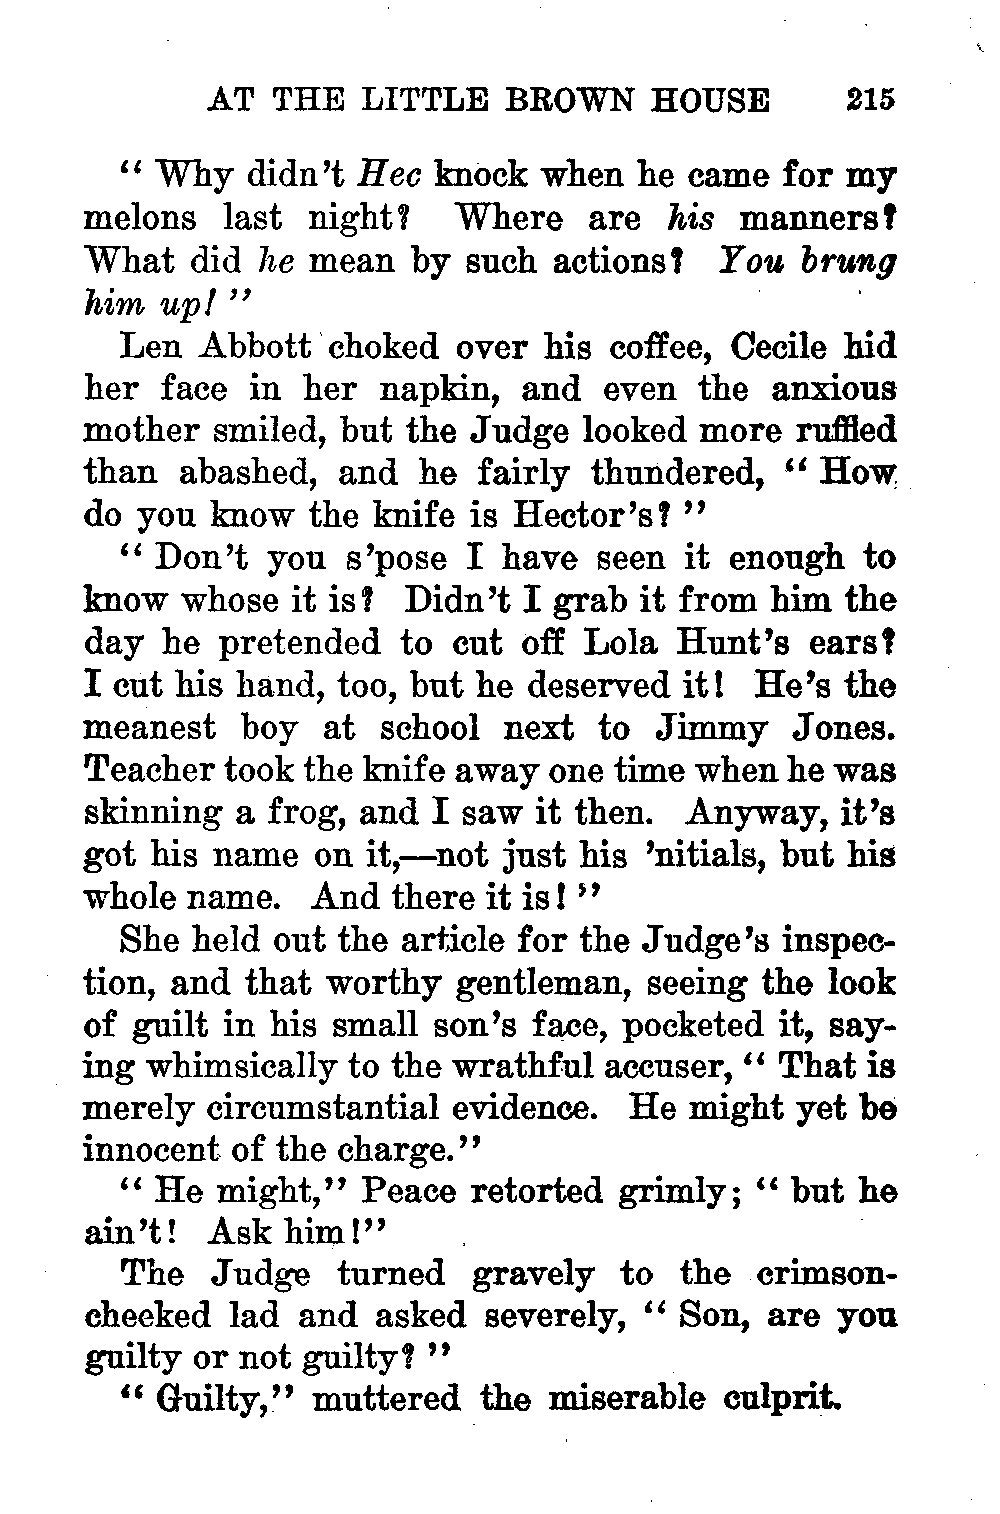 AT THE LITTLE BROWN HOUSE 215
“ Why didn’t Hec knock when he came for my
melons last night? Where are his manners?
What did he mean by such actions? You brung
him up! ”
Len Abbott choked over his coffee, Cecile hid
her face in her napkin, and even the anxious
mother smiled, but the Judge looked more ruffled
than abashed, and he fairly thundered, “ How
do you know the knife is Hector’s? ”
“ Don’t you s’pose I have seen it enough to
know whose it is? Didn’t I grab it from him the
day he pretended to cut off Lola Hunt’s ears?
I cut his hand, too, but he deserved it! He’s the
meanest boy at school next to Jimmy Jones.
Teacher took the knife away one time when he was
skinning a frog, and I saw it then. Anyway, it’s
got his name on it,—not just his ’nitials, but his
whole name. And there it is! ”
She held out the article for the Judge’s inspec-
tion, and that worthy gentleman, seeing the look
of guilt in his small son’s face, pocketed it, say-
ing whimsically to the wrathful accuser, “ That is
merely circumstantial evidence. He might yet be
innocent of the charge.”
“ He might,” Peace retorted grimly; “ but he
ain’t! Ask him!”
The Judge turned gravely to the crimson-
cheeked lad and asked severely, “ Son, are you
guilty or not guilty? ”
“ Guilty,” muttered the miserable culprit.